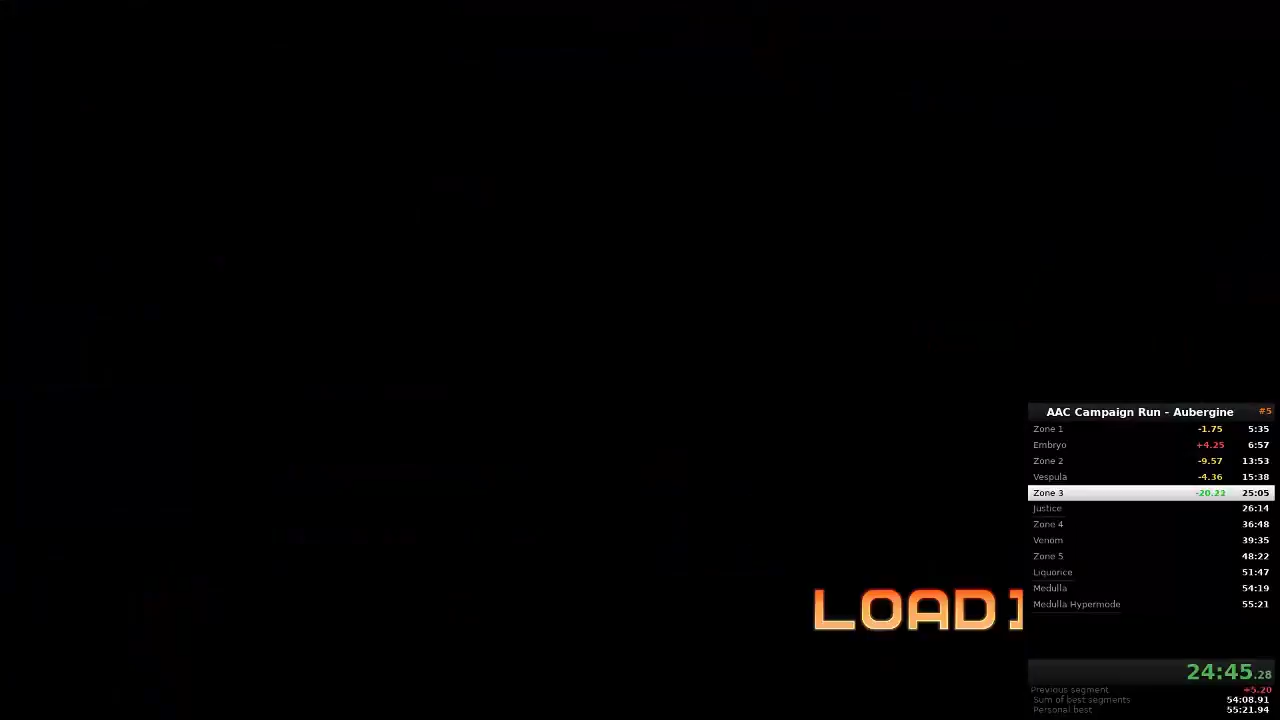 AAC Campaign Run - Aubergine #5
Zone 1 -1.75 5:35
Embryo +4.25 6:57
Zone 2 -9.57 13:53
Vespula -4.36 15:38
Zone 3 -20.22 25:05
Justice 26:14
Zone 4 36:48
Venom 39:35
Zone 5 48:22
Liquorice 51:47
Medulla 54:19
LOADI
Medulla Hypermode 55:21
24:45.28
Previous segment +5.20
Sum of best segments 54:08.91
Personal best 55:21.94